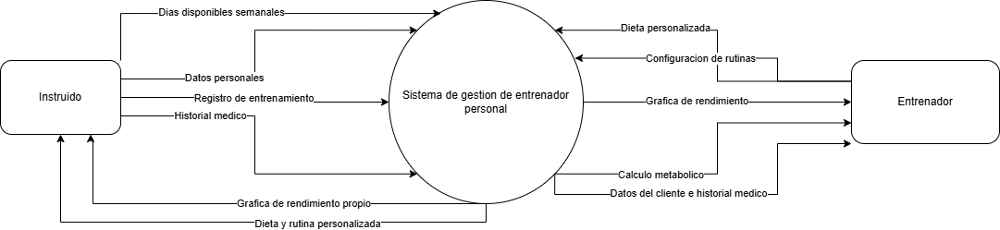 Dias disponibles semanales
Dieta personalizada
Configuracion de rutinas
Datos personales
Instruido
Registro de entrenamiento
Sistema de gestion de entrenador
personal
Grafica de rendimiento
Entrenador
Historial medico
Calculo metabolico
Datos del cliente e historial medico
Grafica de rendimiento propio
Dieta y rutina personalizada